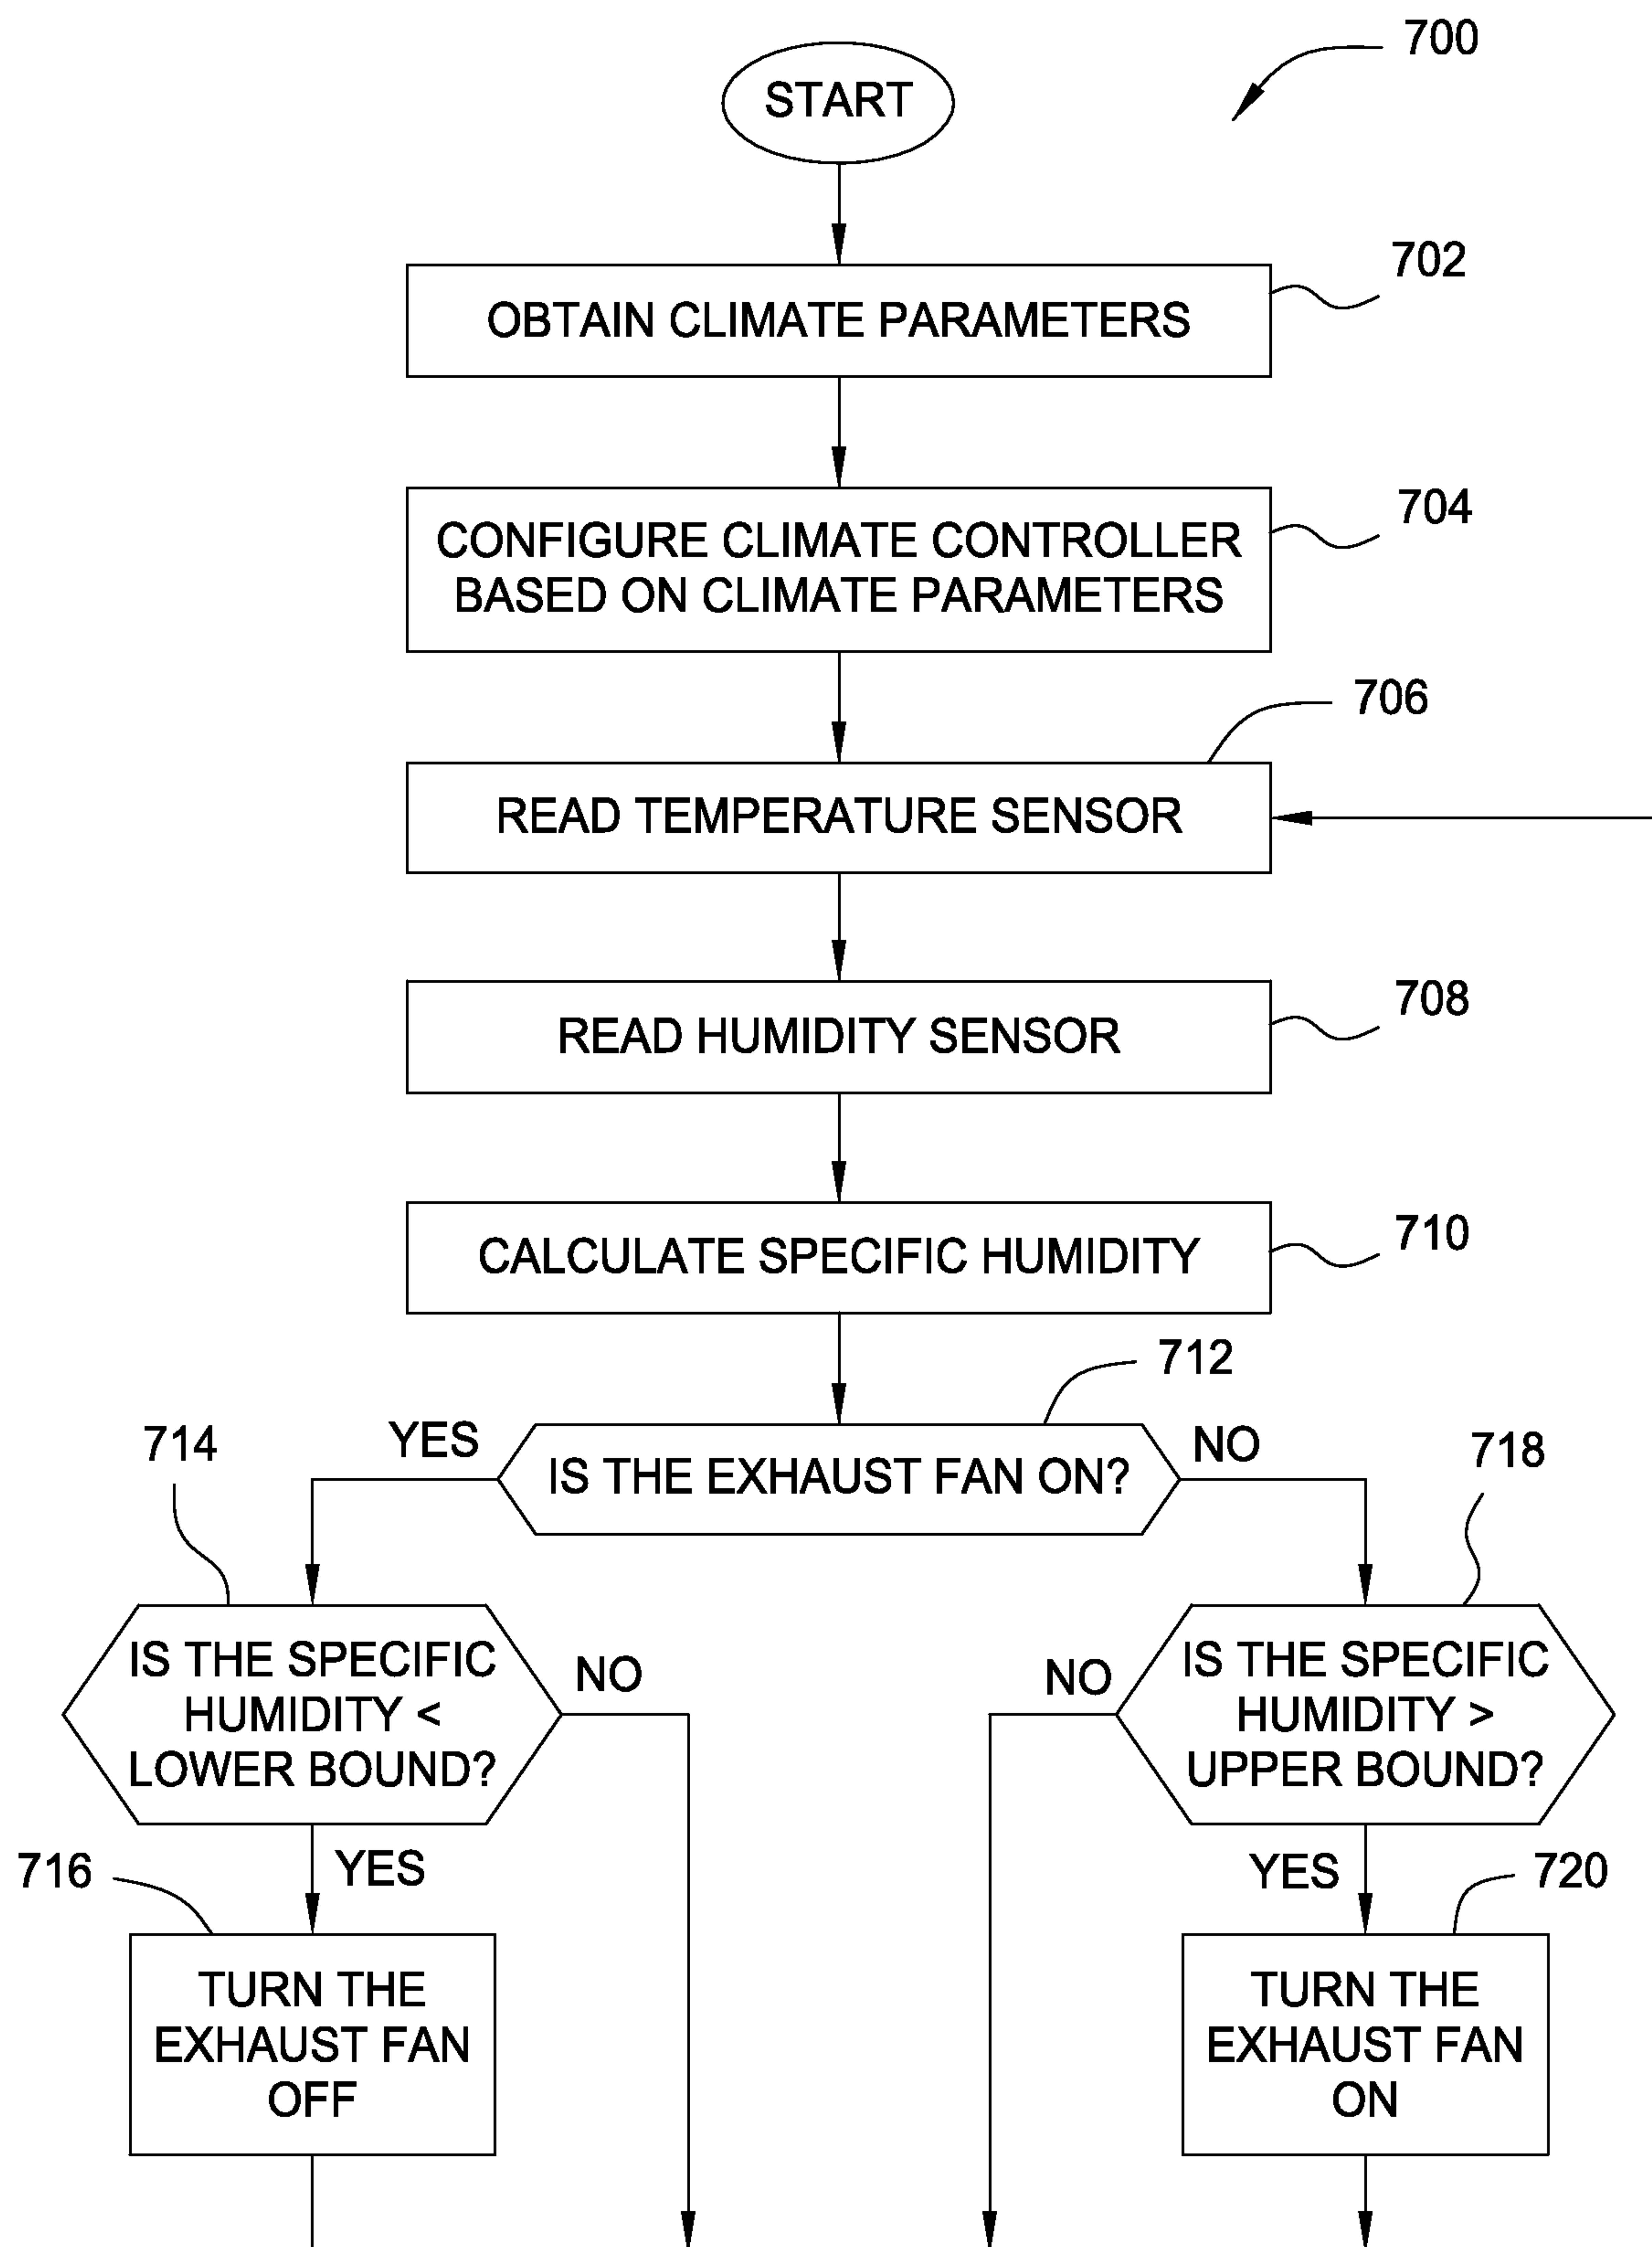 700
START
702
OBTAIN CLIMATE PARAMETERS
704
CONFIGURE CLIMATE CONTROLLER
BASED ON CLIMATE PARAMETERS
706
READ TEMPERATURE SENSOR
708
READ HUMIDITY SENSOR
710
CALCULATE SPECIFIC HUMIDITY
712
IS THE EXHAUST FAN ON?
YES
NO
714
IS THE SPECIFIC
HUMIDITY <
LOWER BOUND?
NO
YES
716
TURN THE
EXHAUST FAN
OFF
718
IS THE SPECIFIC
HUMIDITY >
UPPER BOUND?
NO
YES
720
TURN THE
EXHAUST FAN
ON